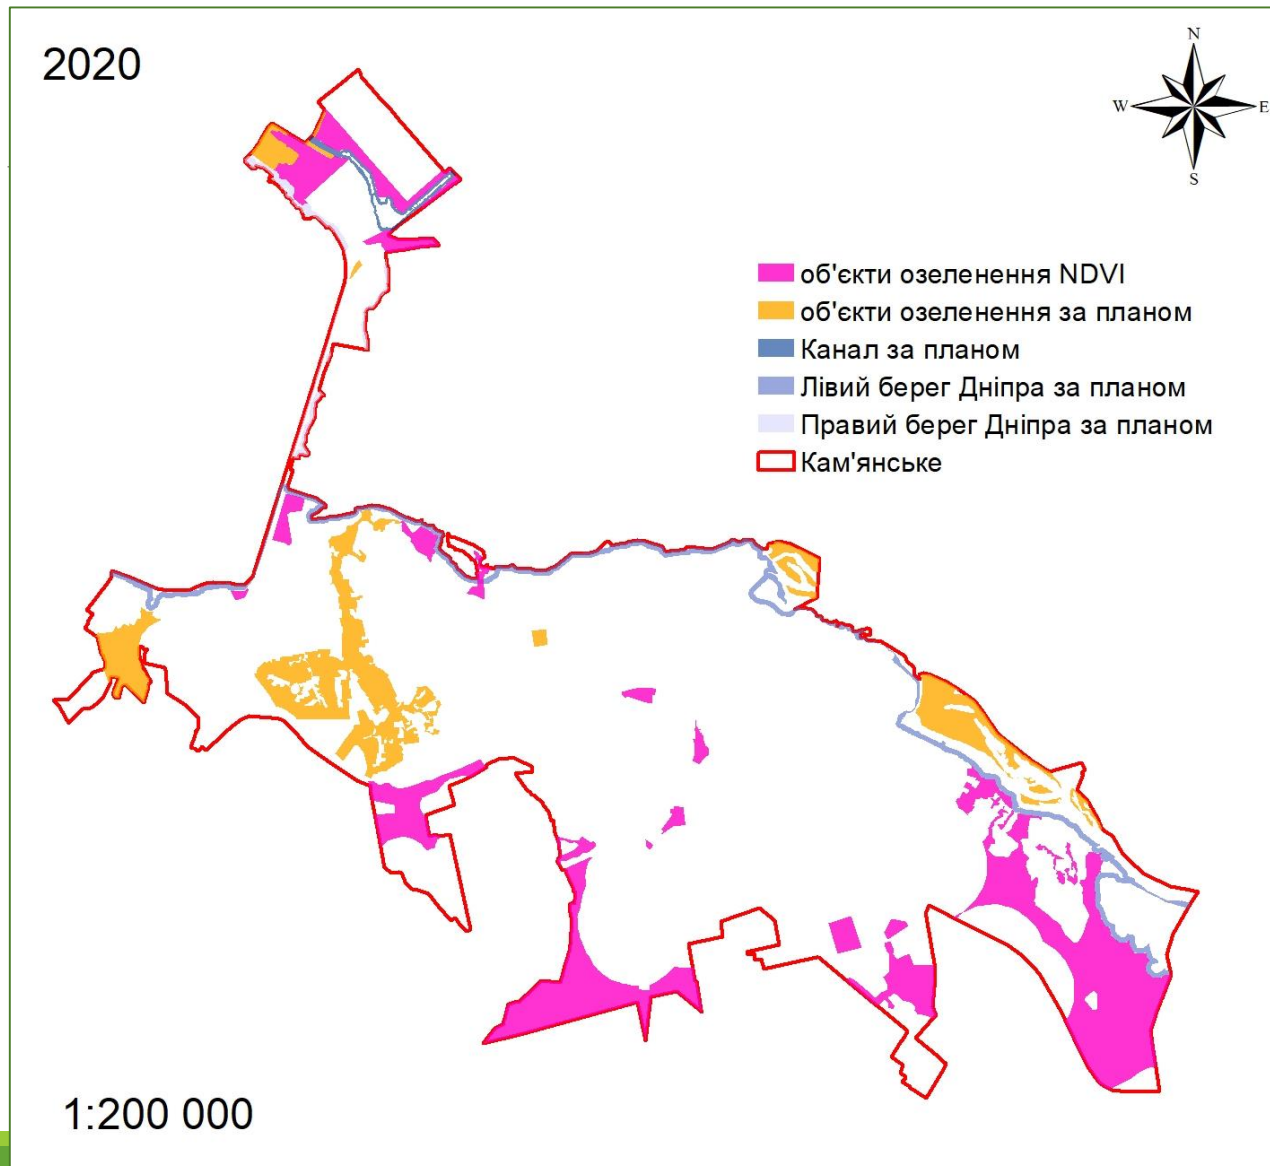 2020
N
W E
S
об'єкти озеленення NDVI
об'єкти озеленення за планом
Канал за планом
Лівий берег Дніпра за планом
Правий берег Дніпра за планом
Кам'янське
1:200 000